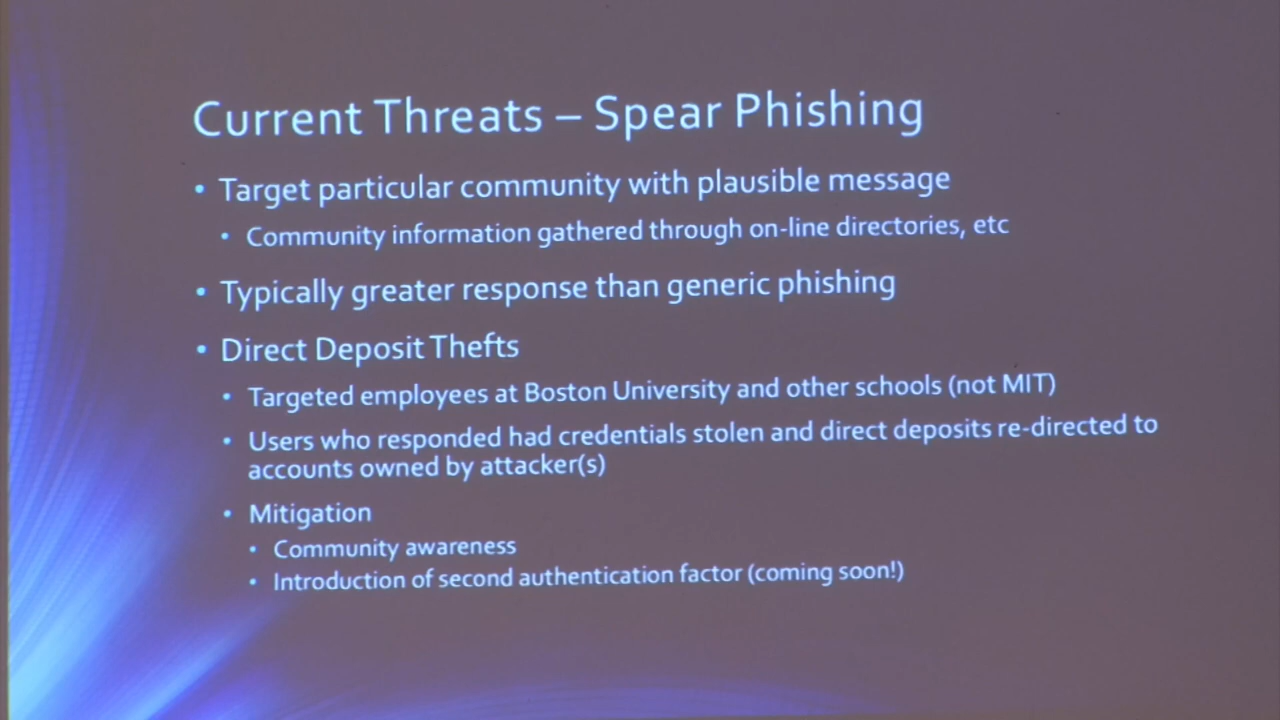 Current Threats – Spear Phishing
• Target particular community with plausible message
• Community information gathered through on-line directories, etc
• Typically greater response than generic phishing
• Direct Deposit Thefts
• Targeted employees at Boston University and other schools (not MIT)
• Users who responded had credentials stolen and direct deposits re-directed to
accounts owned by attacker(s)
• Mitigation
• Community awareness
• Introduction of second authentication factor (coming soon!)